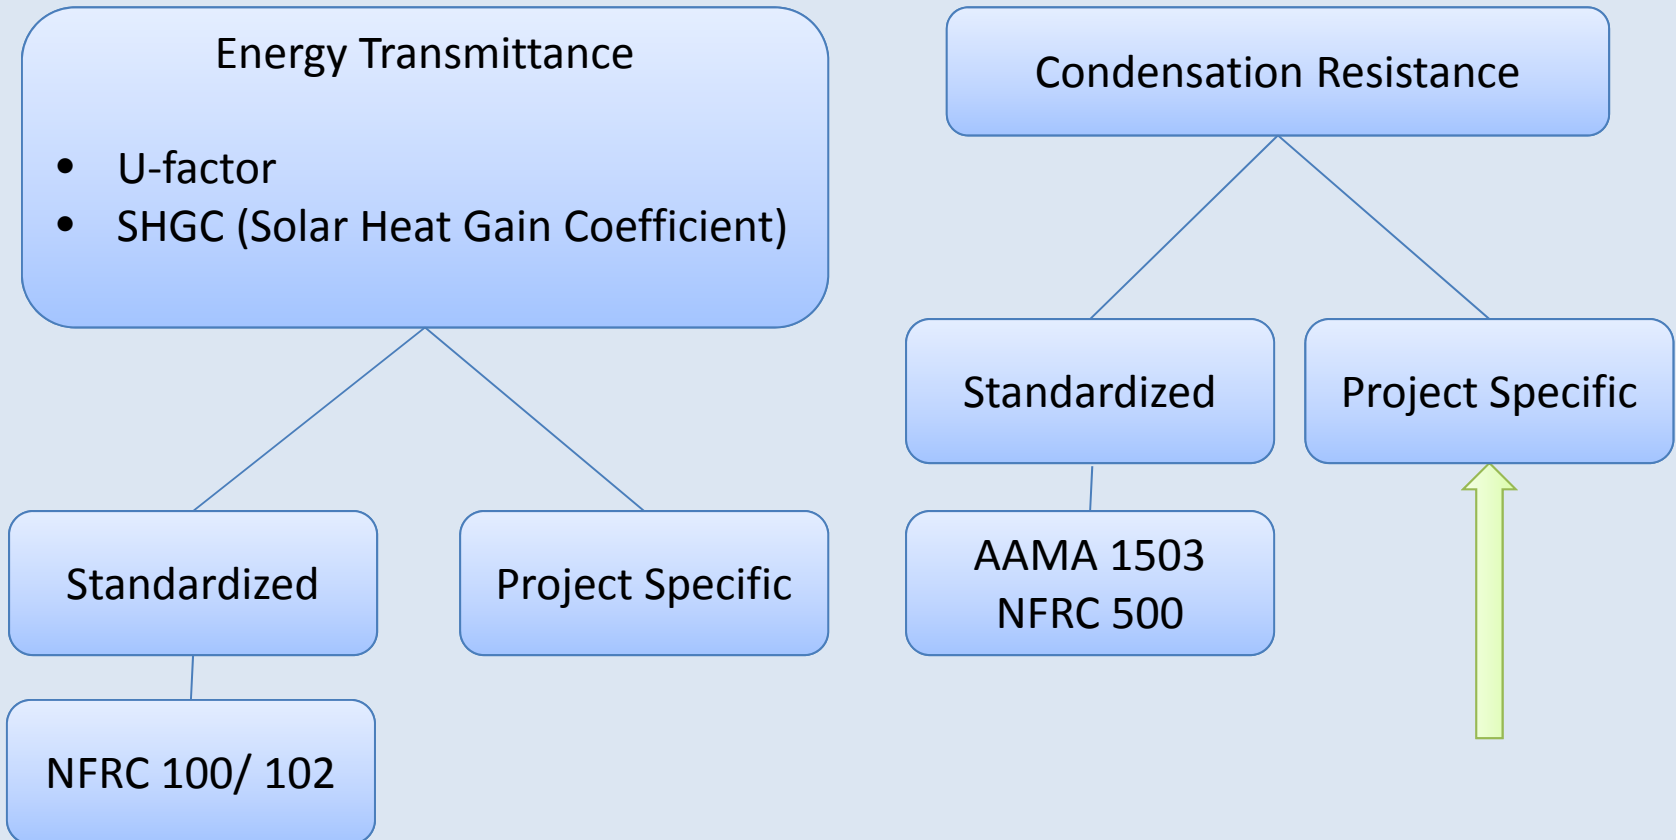 Energy Transmittance
• U-factor
• SHGC (Solar Heat Gain Coefficient)
Standardized
Project Specific
NFRC 100/ 102
Condensation Resistance
Standardized
Project Specific
AAMA 1503
NFRC 500